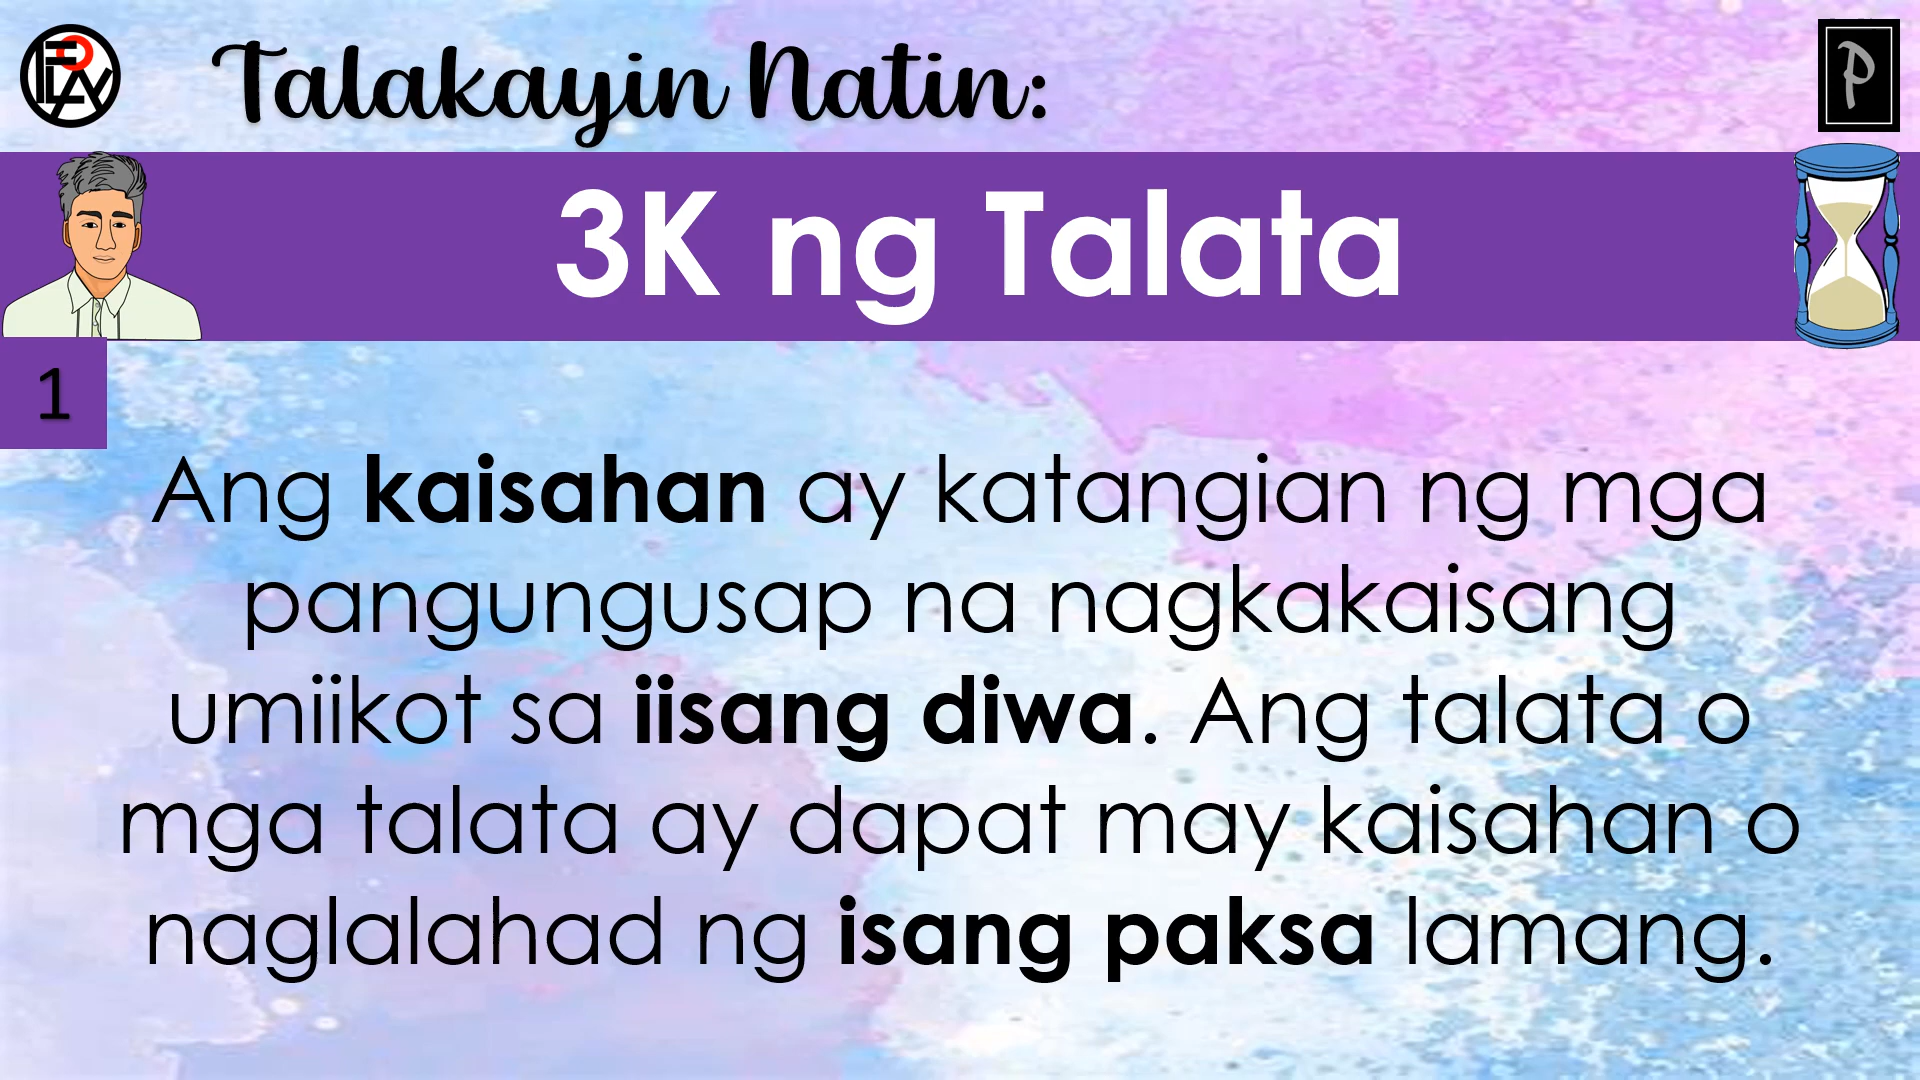 Talakayin Natin:
P
3K ng Talata
1
Ang kaisahan ay katangian ng mga
pangungusap na nagkakaisang
umiikot sa iisang diwa. Ang talata o
mga talata ay dapat may kaisahan o
naglalahad ng isang paksa lamang.